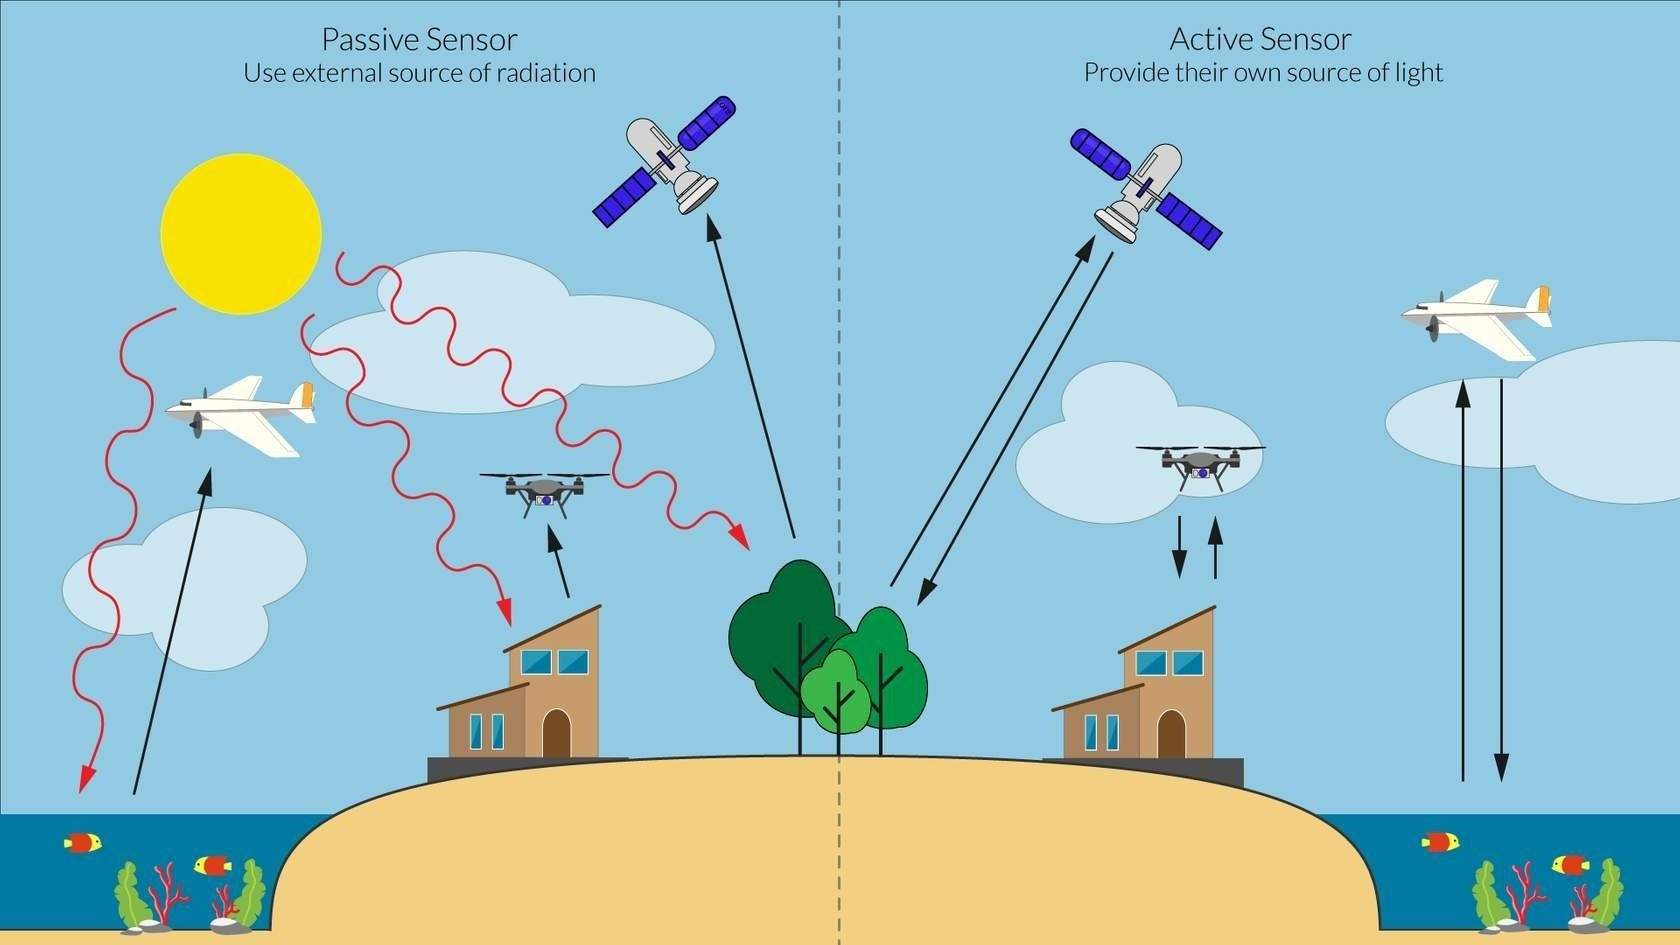 Passive Sensor
Use external source of radiation
Active Sensor
Provide their own source of light